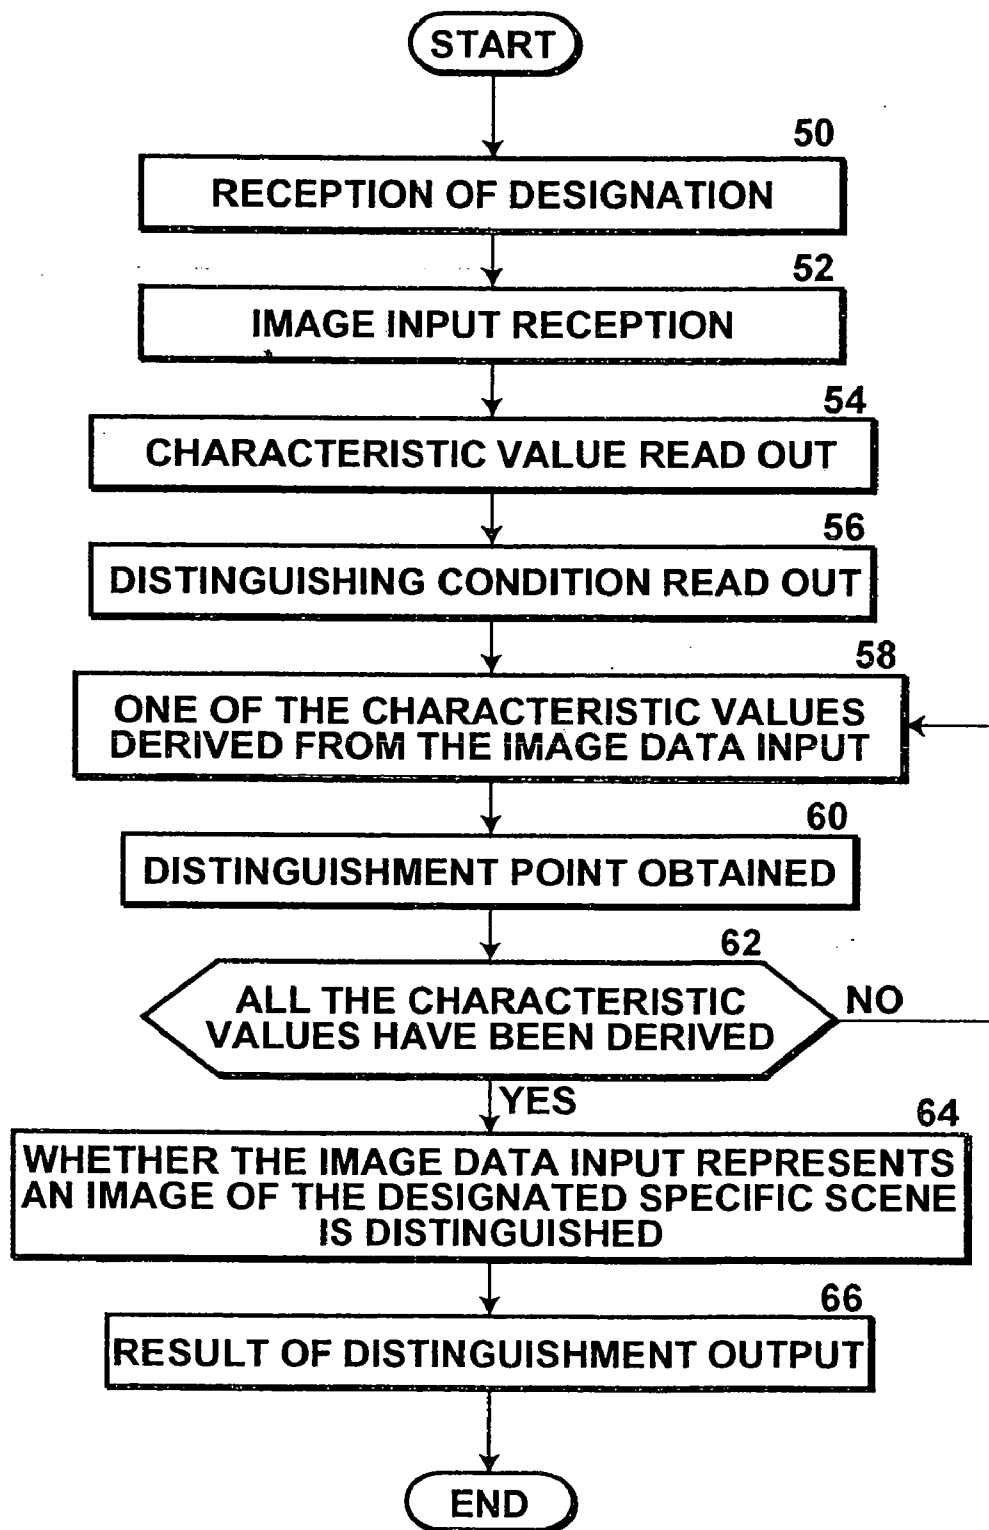 START
50
RECEPTION OF DESIGNATION
52
IMAGE INPUT RECEPTION
54
CHARACTERISTIC VALUE READ OUT
56
DISTINGUISHING CONDITION READ OUT
58
ONE OF THE CHARACTERISTIC VALUES
DERIVED FROM THE IMAGE DATA INPUT
60
DISTINGUISHMENT POINT OBTAINED
62
ALL THE CHARACTERISTIC
VALUES HAVE BEEN DERIVED
NO
YES
64
WHETHER THE IMAGE DATA INPUT REPRESENTS
AN IMAGE OF THE DESIGNATED SPECIFIC SCENE
IS DISTINGUISHED
66
RESULT OF DISTINGUISHMENT OUTPUT
END